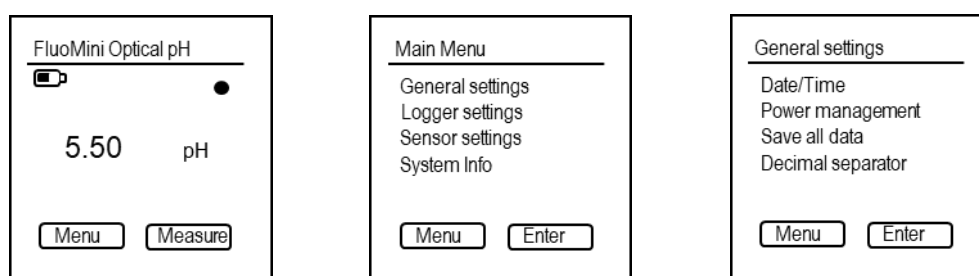 FluoMini Optical pH
5.50 pH
Menu Measure
Main Menu
General settings
Logger settings
Sensor settings
System Info
Menu Enter
General settings
Date/Time
Power management
Save all data
Decimal separator
Menu Enter